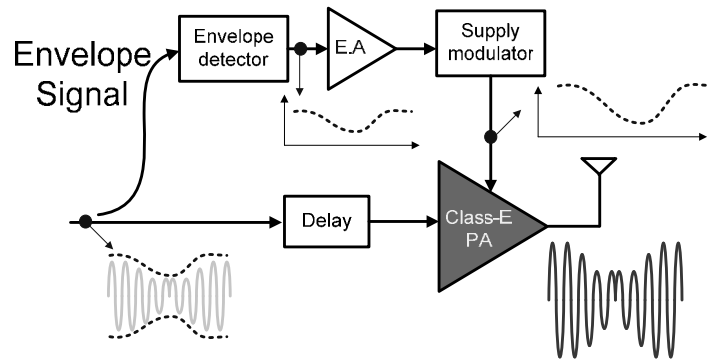 Envelope
Signal
Envelope
detector
E.A
Supply
modulator
Delay
Class-E
PA